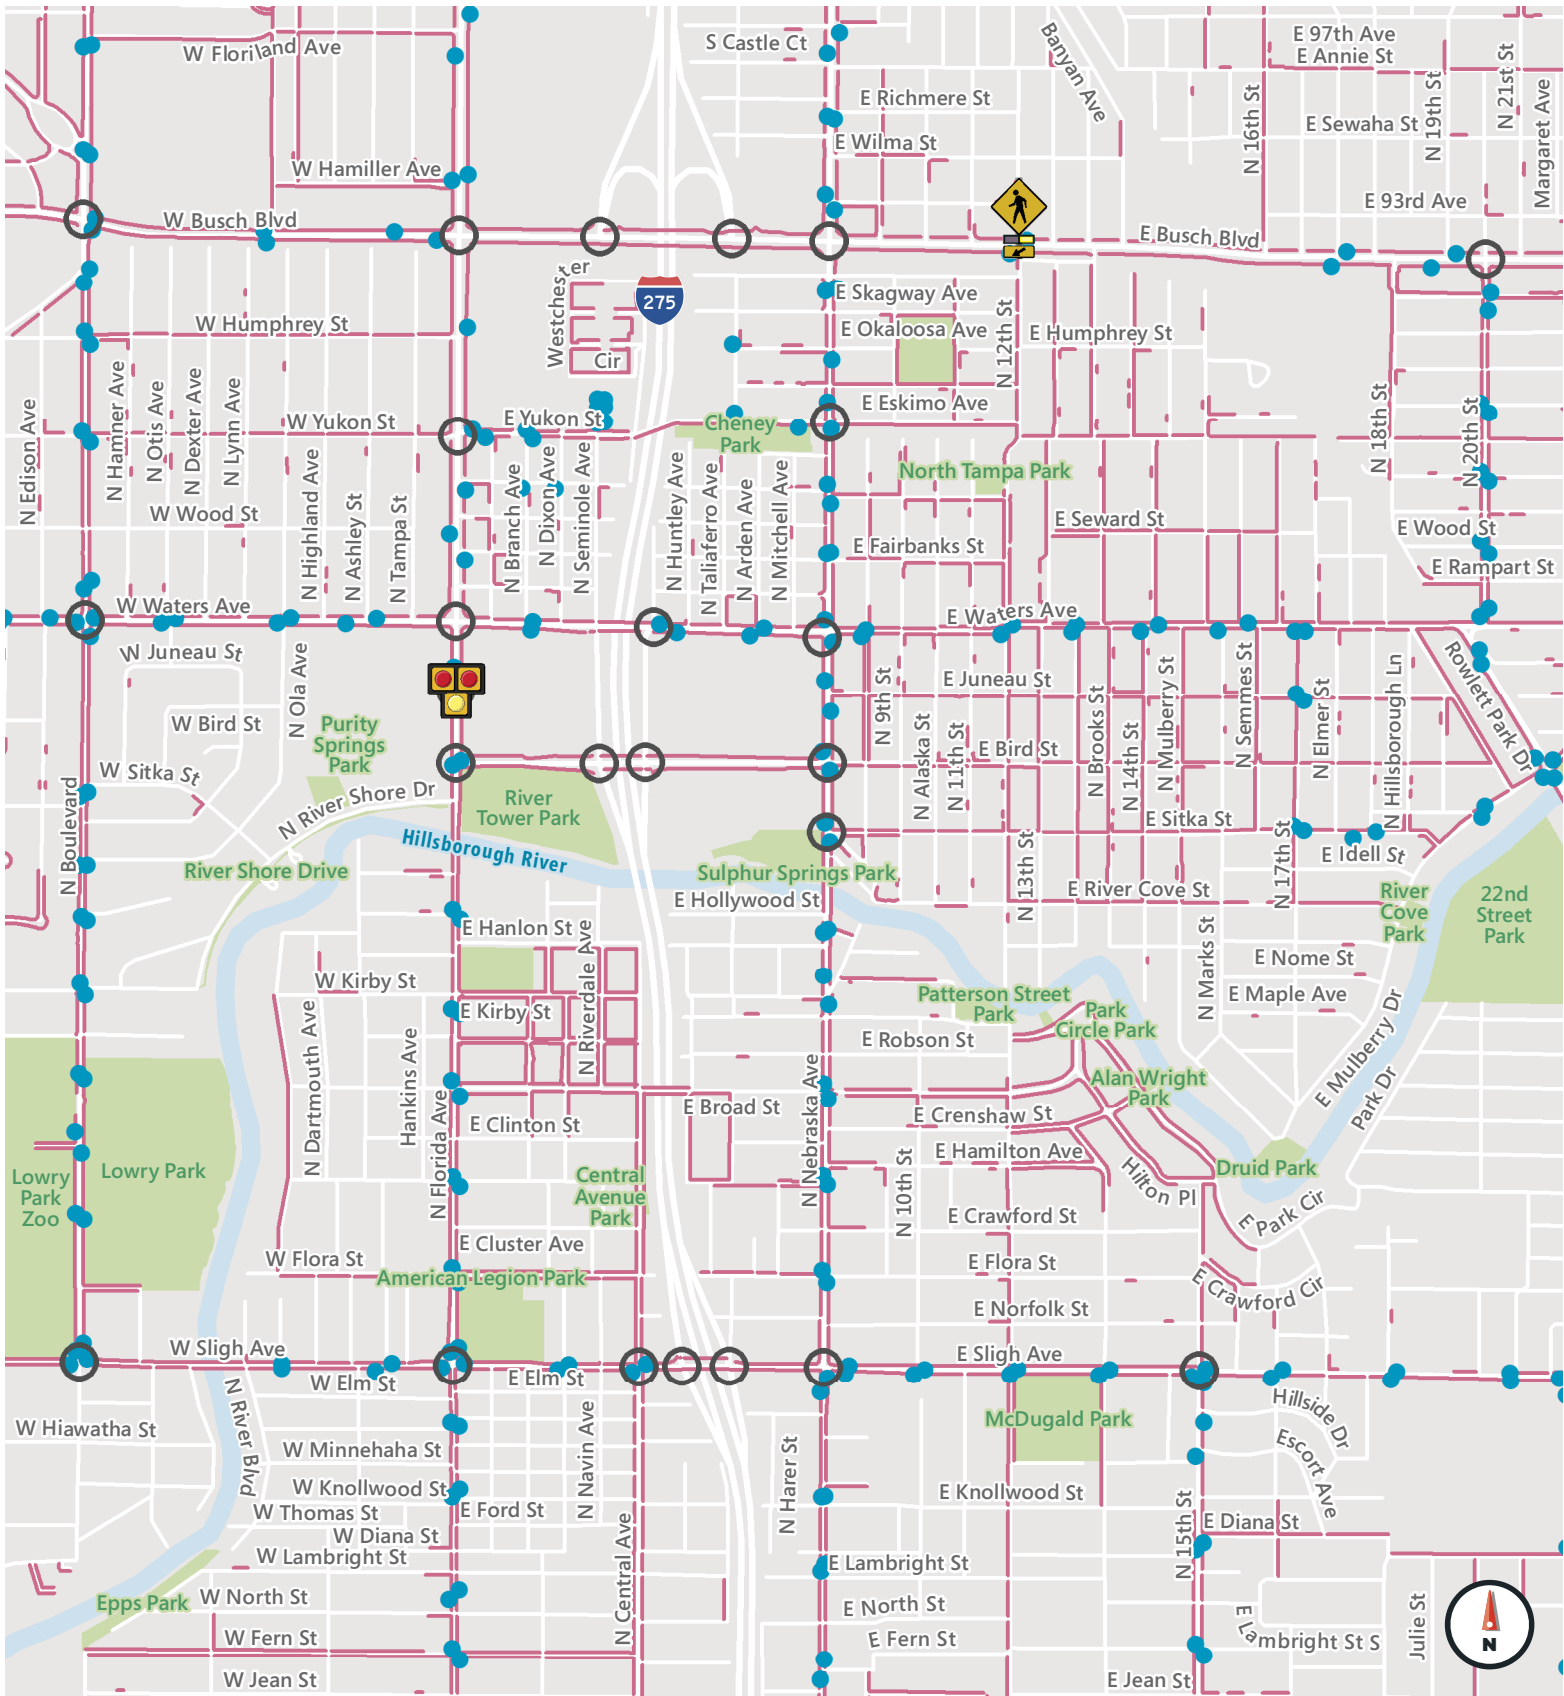 W Floriland Ave
S Castle Ct
Banyan Ave
E 97th Ave
E Annie St
N 21st St
N 19th St
Margaret Ave
E Richmere St
N 16th St
E Sewaha St
E Wilma St
W Hamiller Ave
E 93rd Ave
W Busch Blvd
E Busch Blvd
Westchester
Cir
275
E Skagway Ave
W Humphrey St
E Okaloosa Ave
N 12th St
E Humphrey St
N Edison Ave
N Hamner Ave
N Otis Ave
N Dexter Ave
N Lynn Ave
W Yukon St
E Yukon St
E Eskimo Ave
N 18th St
N 20th St
Cheney
Park
North Tampa Park
N Highland Ave
N Ashley St
N Tampa St
N Branch Ave
N Dixon Ave
N Seminole Ave
N Huntley Ave
N Taliaferro Ave
N Arden Ave
N Mitchell Ave
W Wood St
E Seward St
E Wood St
E Fairbanks St
E Rampart St
W Waters Ave
E Waters Ave
W Juneau St
N Ola Ave
E Juneau St
N 9th St
N Alaska St
N 11th St
N Brooks St
N 14th St
N Mulberry St
N Semmes St
N Elmer St
N Hillsborough Ln
Rowlett Park Dr
W Bird St
Purity
Springs
Park
E Bird St
W Sitka St
N River Shore Dr
River
Tower Park
E Sitka St
N Boulevard
Hillsborough River
River Shore Drive
Sulphur Springs Park
E Idell St
N 13th St
N 17th St
E River Cove St
River
Cove
Park
22nd
Street
Park
E Hollywood St
E Hanlon St
N Riverdale Ave
N Marks St
E Nome St
W Kirby St
E Kirby St
Patterson Street
Park
Park
Circle Park
E Maple Ave
N Dartmouth Ave
Hankins Ave
E Robson St
E Mulberry Dr
Park Dr
Alan Wright
Park
N Florida Ave
E Clinton St
E Broad St
N Nebraska Ave
E Crenshaw St
E Hamilton Ave
Lowry
Park
Zoo
Lowry Park
Central
Avenue
Park
N 10th St
Hilton Pl
Druid Park
E Park Cir
E Crawford St
W Flora St
E Cluster Ave
E Flora St
American Legion Park
E Crawford Cir
E Norfolk St
W Sligh Ave
E Sligh Ave
W Elm St
E Elm St
N River Blvd
Hillside Dr
McDugald Park
W Hiawatha St
Escort Ave
W Minnehaha St
N Navin Ave
N Harer St
W Knollwood St
E Knollwood St
W Thomas St
E Ford St
N Central Ave
N 15th St
E Diana St
W Diana St
W Lambright St
E Lambright St
Epps Park
W North St
E North St
E Lambright St S
Julie St
W Fern St
E Fern St
W Jean St
E Jean St
N